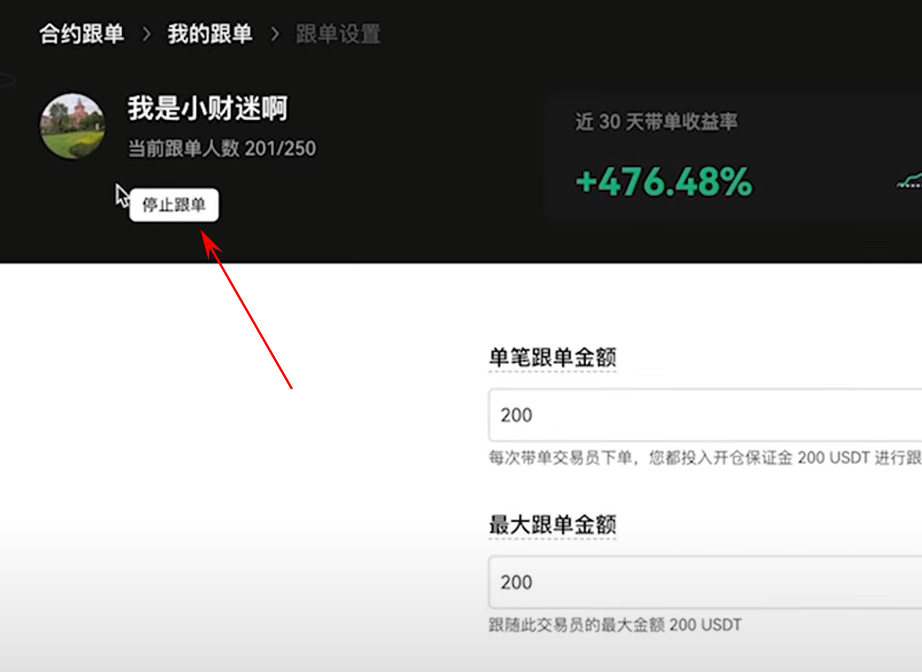 合约跟单 > 我的跟单 > 跟单设置
我是小财迷啊
当前跟单人数 201/250
停止跟单
近 30 天带单收益率
+476.48%
单笔跟单金额
200
每次带单交易员下单，您都投入开仓保证金 200 USDT 进行跟
最大跟单金额
200
跟随此交易员的最大金额 200 USDT